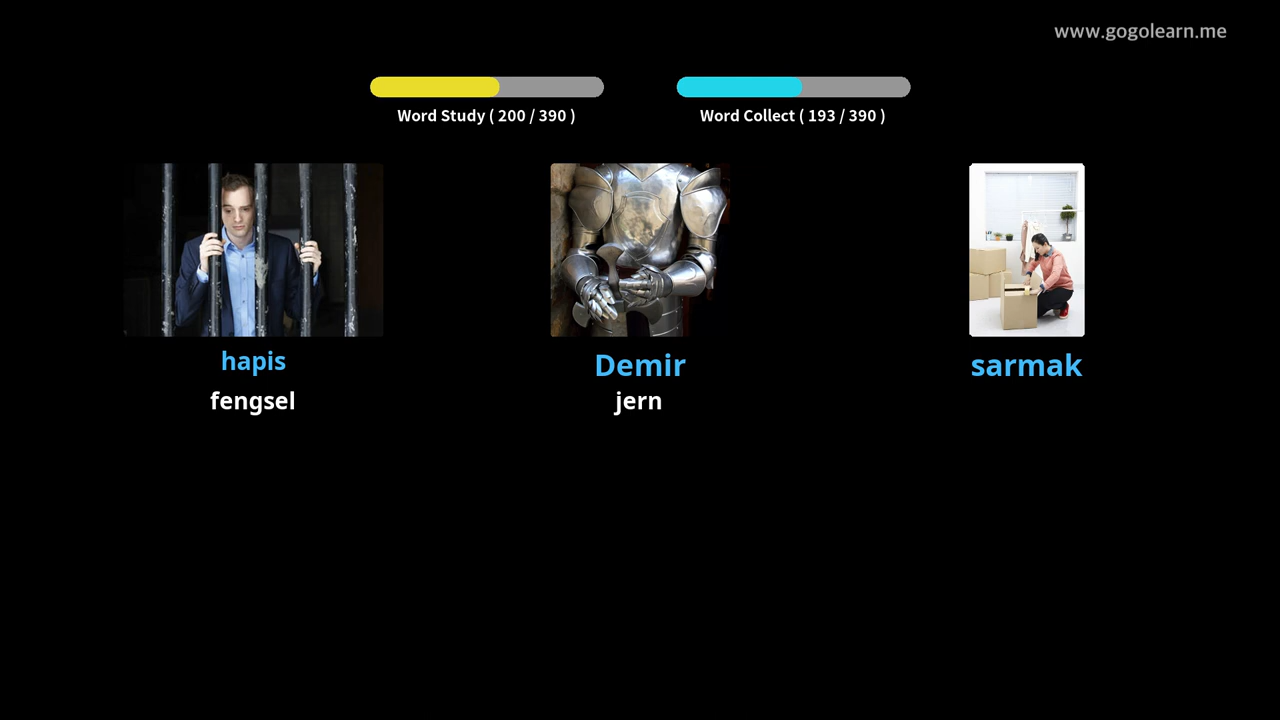 www.gogolearn.me
Word Study ( 200 / 390 )
Word Collect ( 193 / 390 )
hapis
fengsel
Demir
jern
sarmak